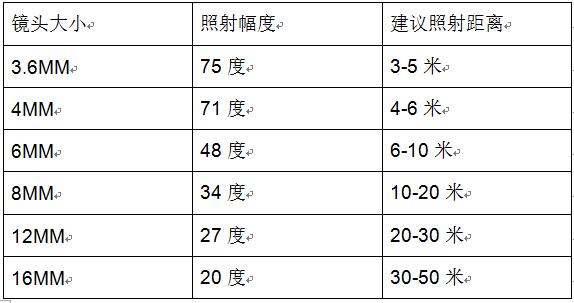 镜头大小 照射幅度 建议照射距离
3.6MM 75 度 3-5 米
4MM 71 度 4-6 米
6MM 48 度 6-10 米
8MM 34 度 10-20 米
12MM 27 度 20-30 米
16MM 20 度 30-50 米